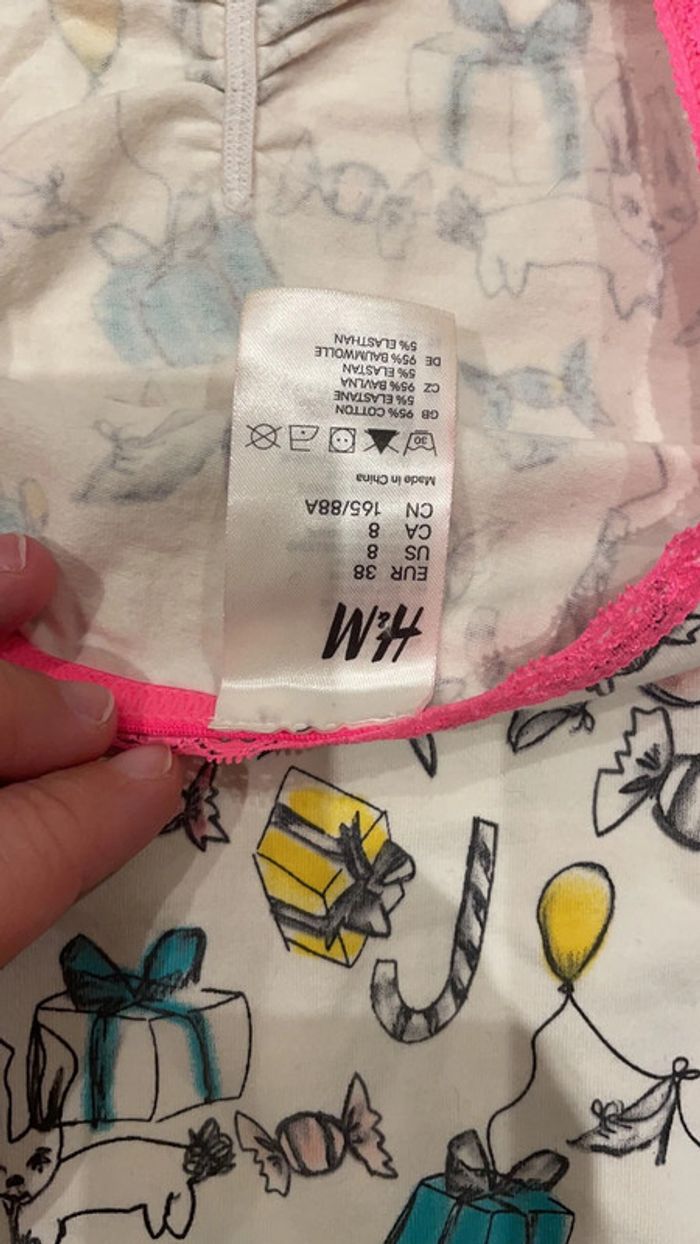 H&M
EUR 38
US 8
CA 8
CN 165/88A
Made in China
30
GB 95% COTTON
5% ELASTANE
CZ 95% BAVLNA
5% ELASTAN
DE 95% BAUMWOLLE
5% ELASTHAN